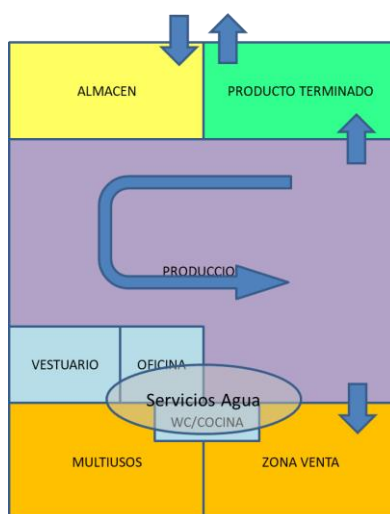 ALMACEN
PRODUCTO TERMINADO
PRODUCCIO
VESTUARIO
OFICINA
Servicios Agua
WC/COCINA
MULTIUSOS
ZONA VENTA